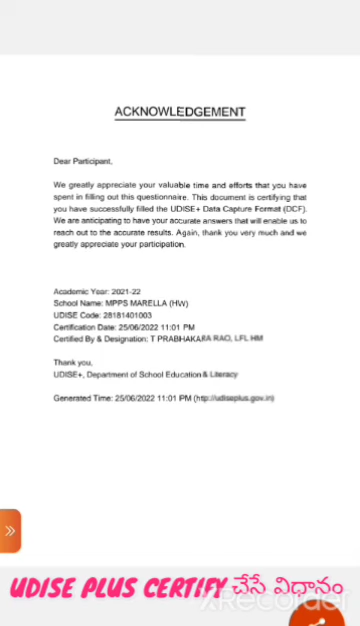 ACKNOWLEDGEMENT
Dear Participant,
We greatly appreciate your valuable time and efforts that you have
spent in filling out this questionnaire. This document is certifying that
you have successfully filled the UDISE+ Data Capture Format (DCF).
We are anticipating to have your accurate answers that will enable us to
reach out to the accurate results. Again, thank you very much and we
greatly appreciate your participation.
Academic Year: 2021-22
School Name: MPPS MARELLA (HW)
UDISE Code: 28181401003
Certification Date: 25/06/2022 11:01 PM
Certified By & Designation: T PRABHAKARA RAO, LFL HM
Thank you,
UDISE+, Department of School Education & Literacy
Generated Time: 25/06/2022 11:01 PM (http://udiseplus.gov.in)
»
UDISE PLUS CERTIFY చేసే విధానం
XRecorder